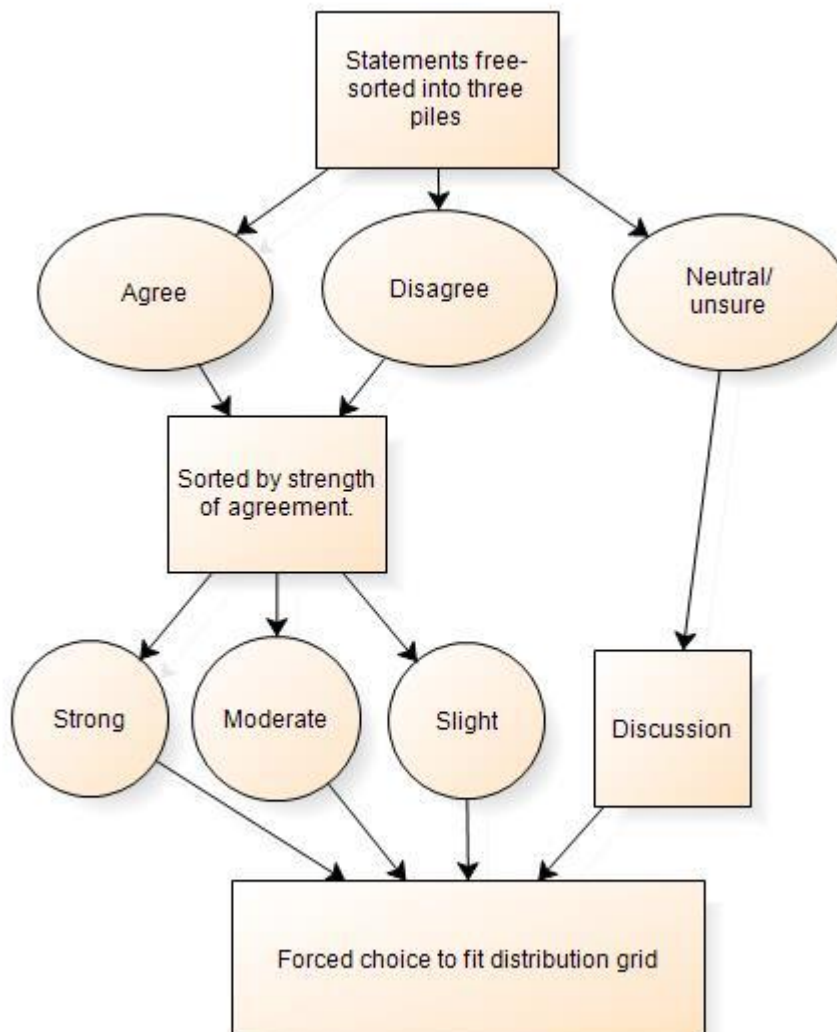 Statements free-
sorted into three
piles
Agree
Disagree
Neutral/
unsure
Sorted by strength
of agreement.
Strong
Moderate
Slight
Discussion
Forced choice to fit distribution grid